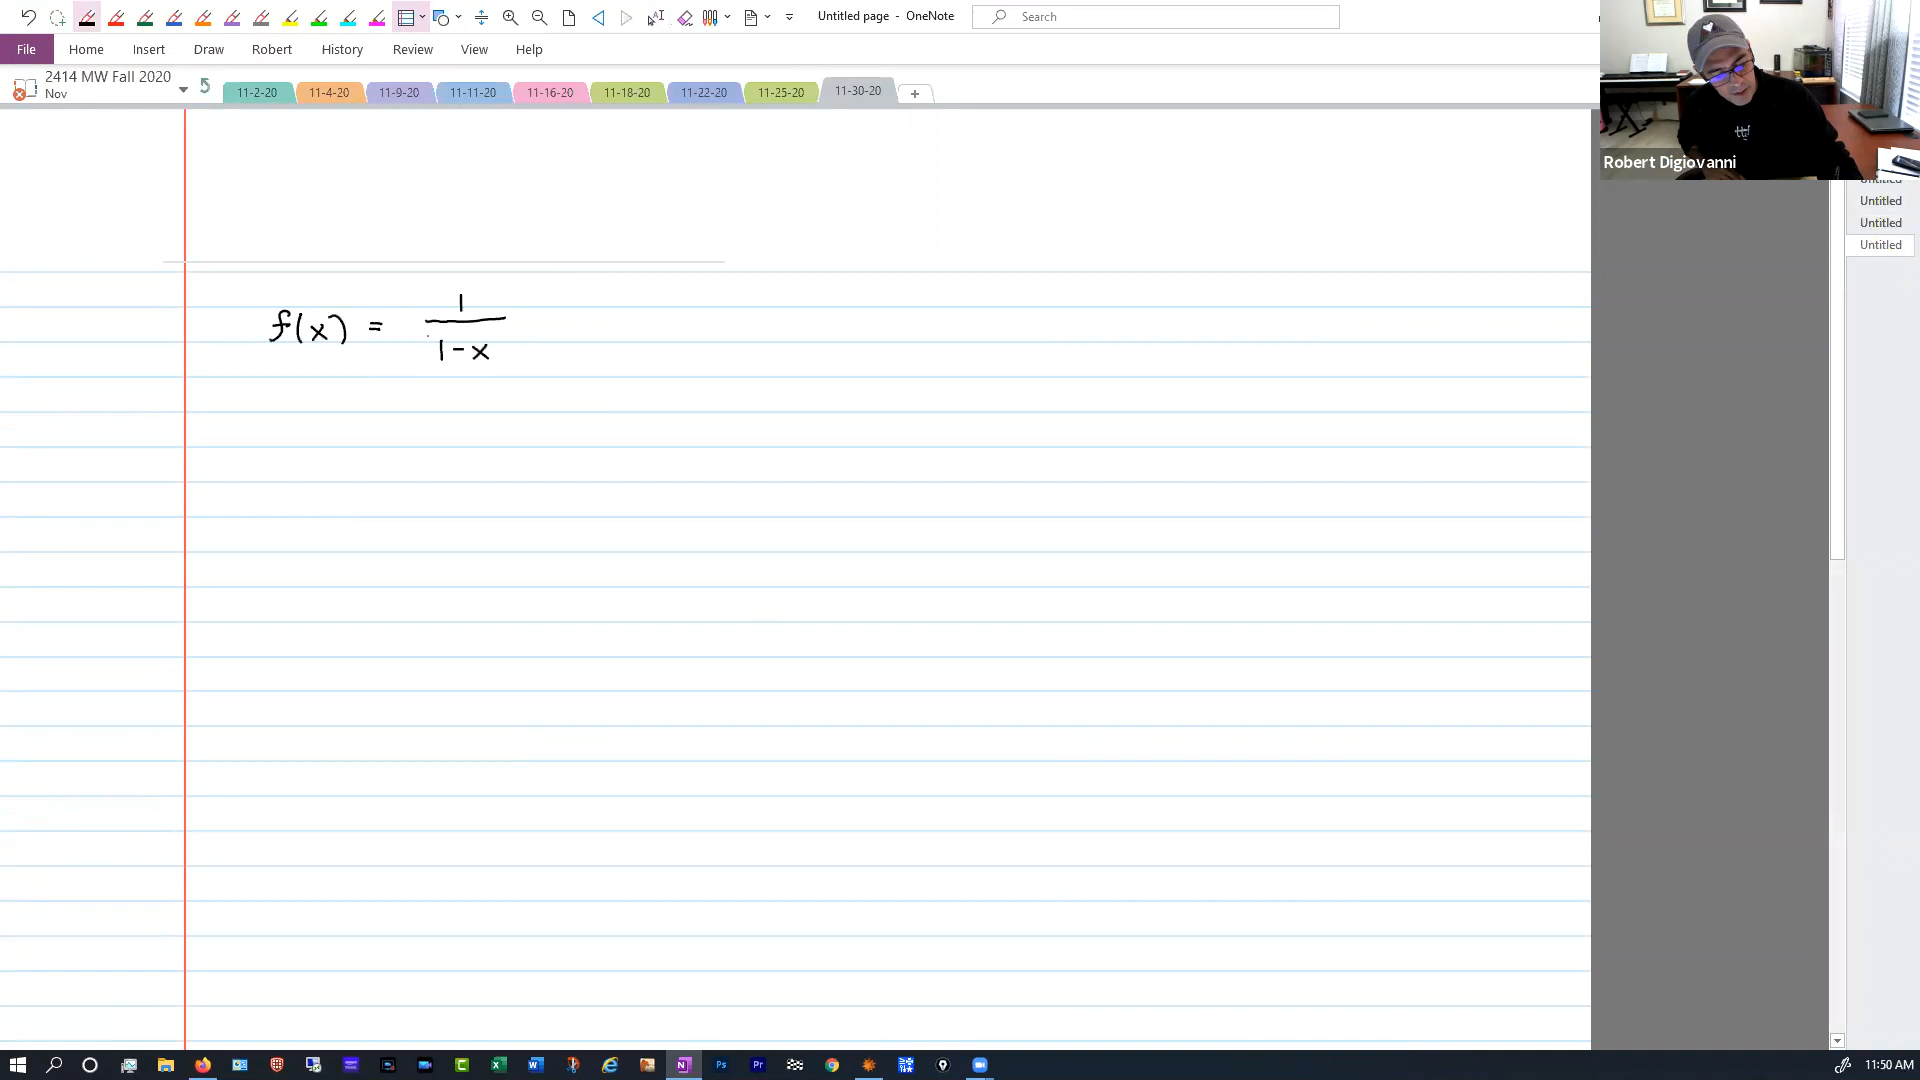 Untitled page - OneNote
Search
File Home Insert Draw Robert History Review View Help
2414 MW Fall 2020
Nov
11-2-20 11-4-20 11-9-20 11-11-20 11-16-20 11-18-20 11-22-20 11-25-20 11-30-20
Robert Digiovanni
Untitled
Untitled
Untitled
Untitled
f(x) = 1/(1-x)
11:50 AM